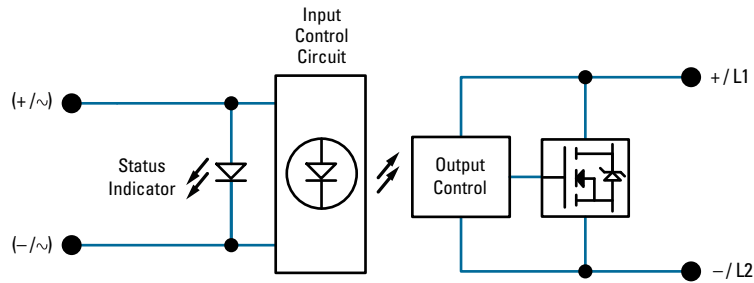 Input
Control
Circuit
(+/∼)
+/L1
Status
Indicator
Output
Control
(−/∼)
−/L2